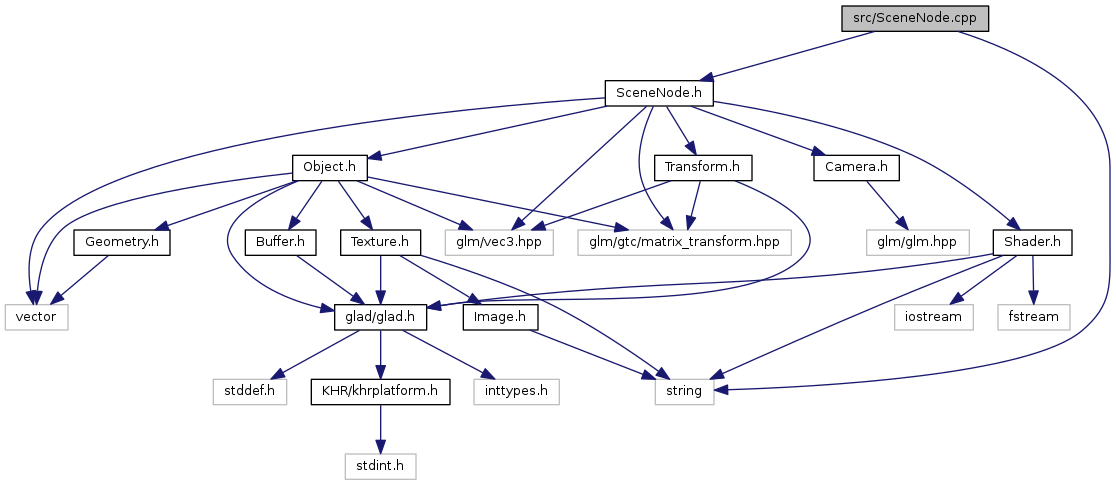 src/SceneNode.cpp
SceneNode.h
Object.h
Transform.h
Camera.h
Geometry.h
Buffer.h
Texture.h
glm/vec3.hpp
glm/gtc/matrix_transform.hpp
glm/glm.hpp
Shader.h
vector
glad/glad.h
Image.h
iostream
fstream
stddef.h
KHR/khrplatform.h
inttypes.h
string
stdint.h